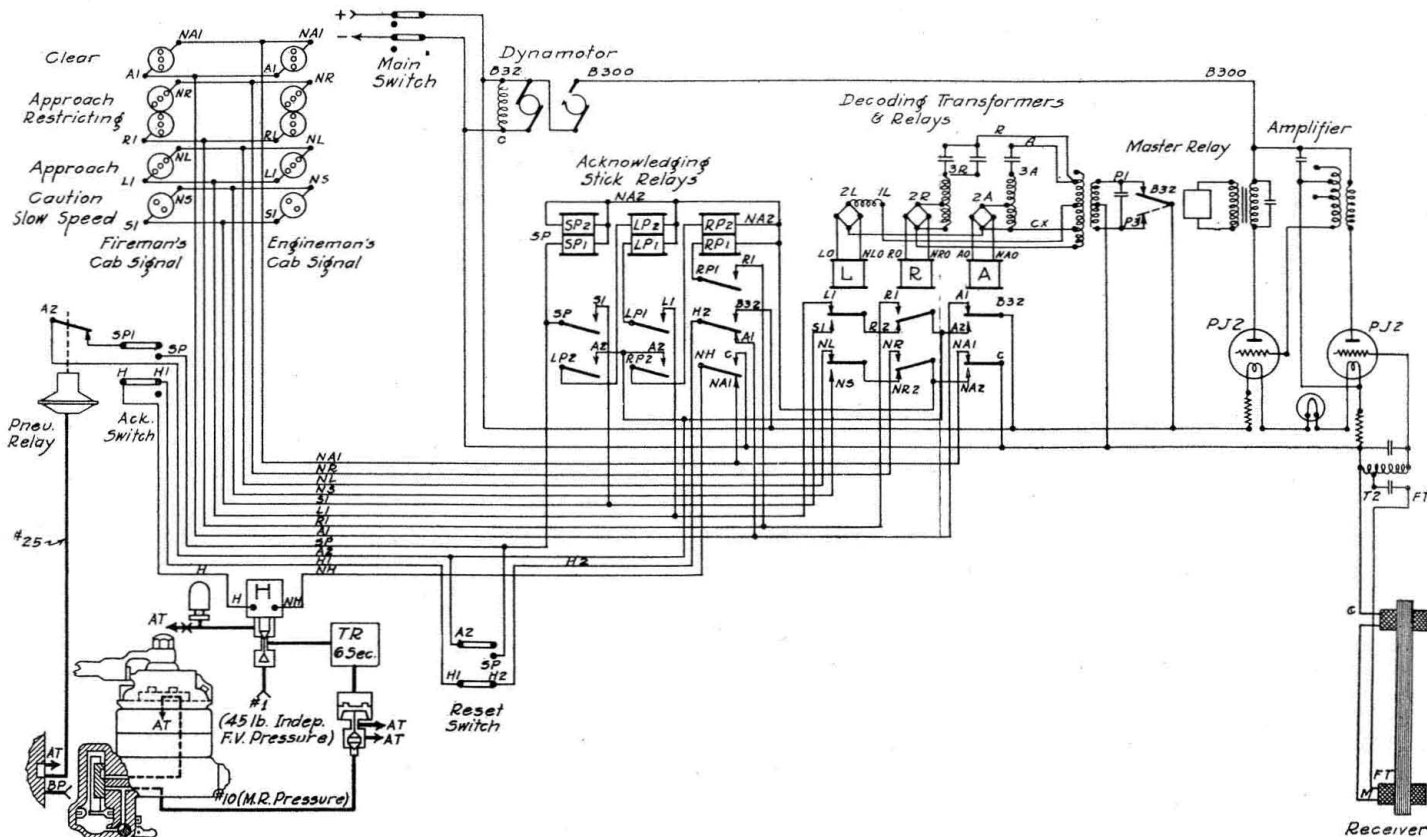 +
-
Main
Switch
Clear
NA1
NA1
A1
A1
Approach
Restricting
NR
NR
R1
R1
Approach
NL
NL
L1
L1
Caution
Slow Speed
NS
NS
S1
S1
Fireman's
Cab Signal
Engineman's
Cab Signal
Dynamotor
B32
C
B300
B300
Decoding Transformers
& Relays
R
A
3R
3A
2L
1L
2R
2A
CX
LO
NLO
RO
NRO
AO
NAO
L
R
A
Master Relay
P1
B32
P3
Amplifier
PJ2
PJ2
Acknowledging
Stick Relays
NA2
NA2
SP
SP2
SP1
LP2
LP1
RP2
RP1
RP1
R1
SP
S1
LP1
L1
H2
B32
A1
LP2
A2
RP2
A2
NH
C
NA1
L1
S1
R1
R2
A1
A2
B32
NL
NS
NR
NR2
NA1
NA2
C
A2
SP1
SP
H
H1
Ack.
Switch
Pneu.
Relay
#25
NA1
NR
NL
NS
S1
L1
R1
A1
SP
A2
H1
NH
H2
H
H
H
NH
AT
TR
6 Sec.
#1
(45 lb. Indep.
F.V. Pressure)
AT
AT
AT
AT
BP
#10 (M.R. Pressure)
A2
SP
H1
H2
Reset
Switch
T2
FT
C
FT
M
Receiver